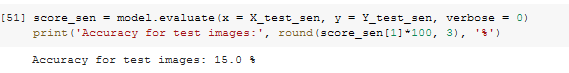 [51] score_sen = model.evaluate(x = X_test_sen, y = Y_test_sen, verbose = 0)
print('Accuracy for test images:', round(score_sen[1]*100, 3), '%')
Accuracy for test images: 15.0 %